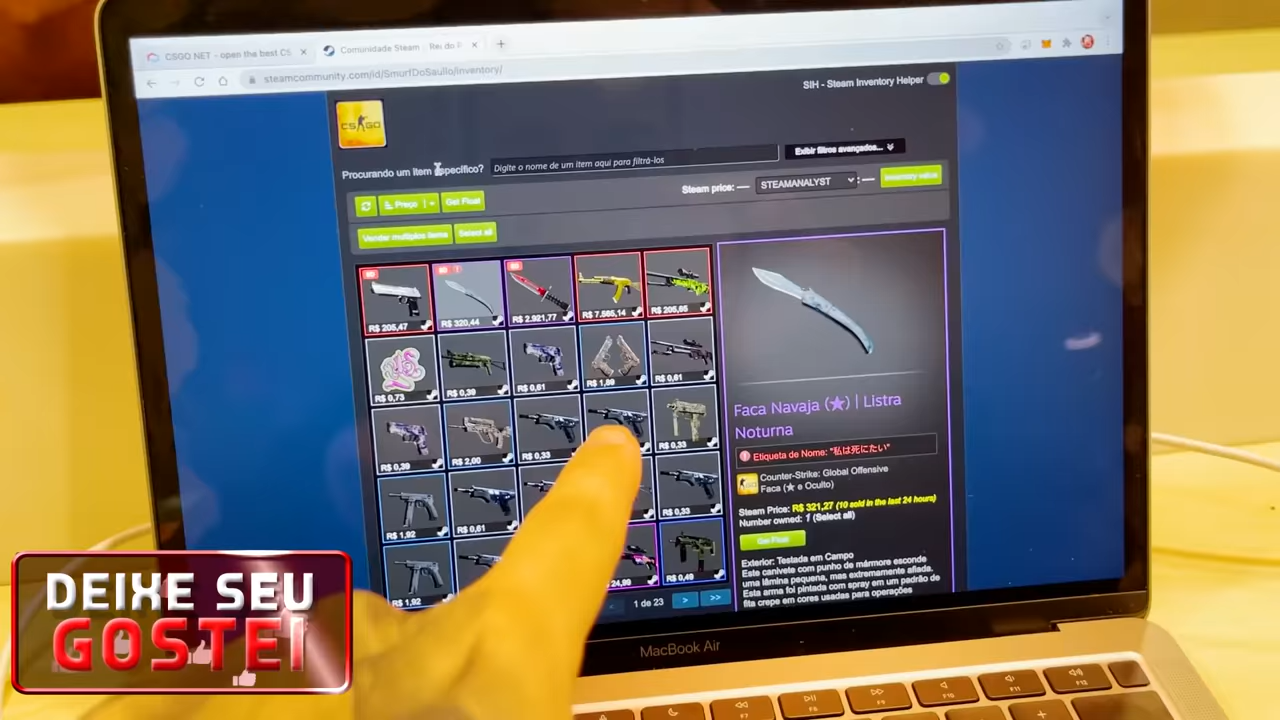 CSGO.NET - open the best CS
Comunidade Steam :: Rei do P
steamcommunity.com/id/SmurfDoSaullo/inventory/
SIH - Steam Inventory Helper
CS GO
Procurando um item específico?
Digite o nome de um item aqui para filtrá-los
Exibir filtros avançados...
Steam price: —
STEAMANALYST
: —
Inventory value
Preço
Get Float
Vender multiplos items
Select all
R$ 205,47
R$ 320,44
R$ 2.921,77
R$ 7.565,14
R$ 205,65
R$ 0,73
R$ 0,39
R$ 0,61
R$ 1,89
R$ 0,61
R$ 0,39
R$ 2,00
R$ 0,33
R$ 0,33
R$ 1,92
R$ 0,61
R$ 0,33
R$ 1,92
24,99
R$ 0,49
1 de 23
>
>>
Faca Navaja (★) | Listra
Noturna
Etiqueta de Nome: "私は死にたい"
Counter-Strike: Global Offensive
Faca (★ e Oculto)
Steam Price: R$ 321,27 (10 sold in the last 24 hours)
Number owned: 1 (Select all)
Get Float
Exterior: Testada em Campo
Este canivete com punho de mármore esconde
uma lâmina pequena, mas extremamente afiada.
Esta arma foi pintada com spray em um padrão de
fita crepe em cores usadas para operações
MacBook Air
DEIXE SEU
GOSTEI